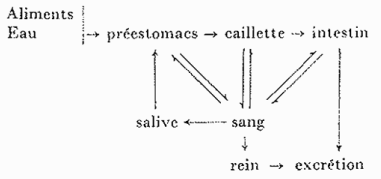 Aliments
Eau → préestomacs → caillette → intestin
salive ← sang
rein → excrétion